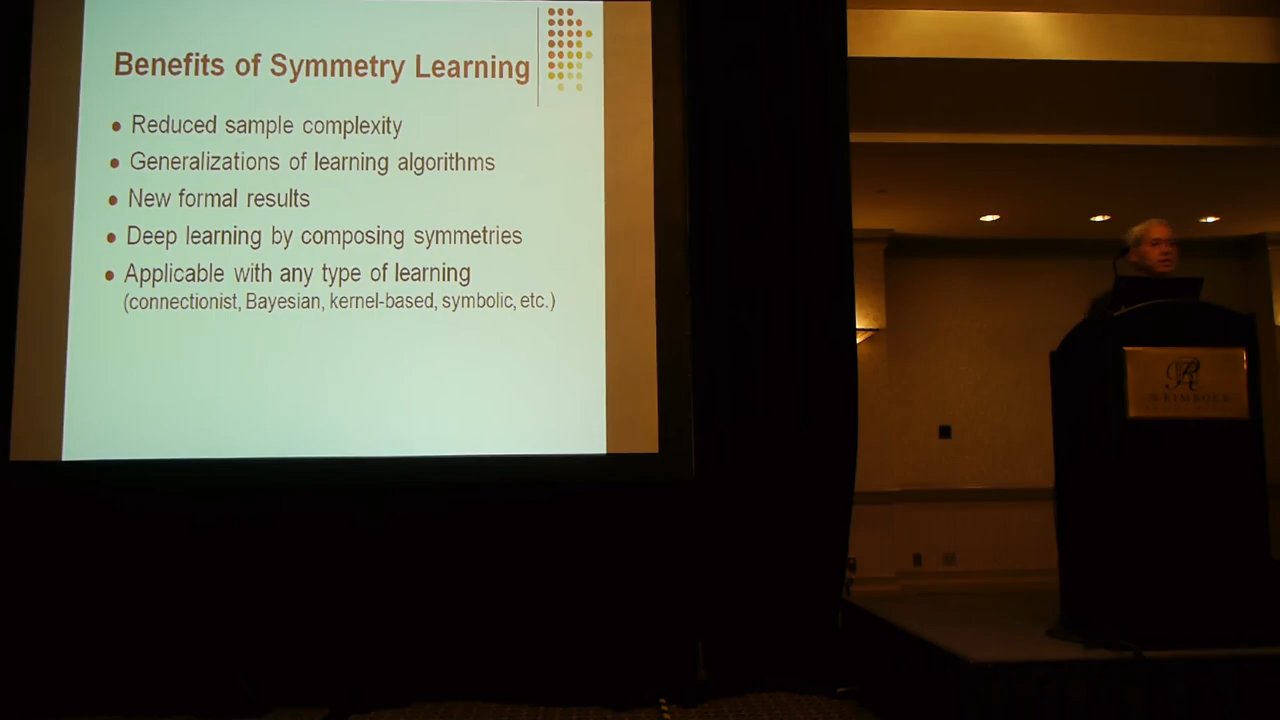 Benefits of Symmetry Learning
Reduced sample complexity
Generalizations of learning algorithms
New formal results
Deep learning by composing symmetries
Applicable with any type of learning
(connectionist, Bayesian, kernel-based, symbolic, etc.)